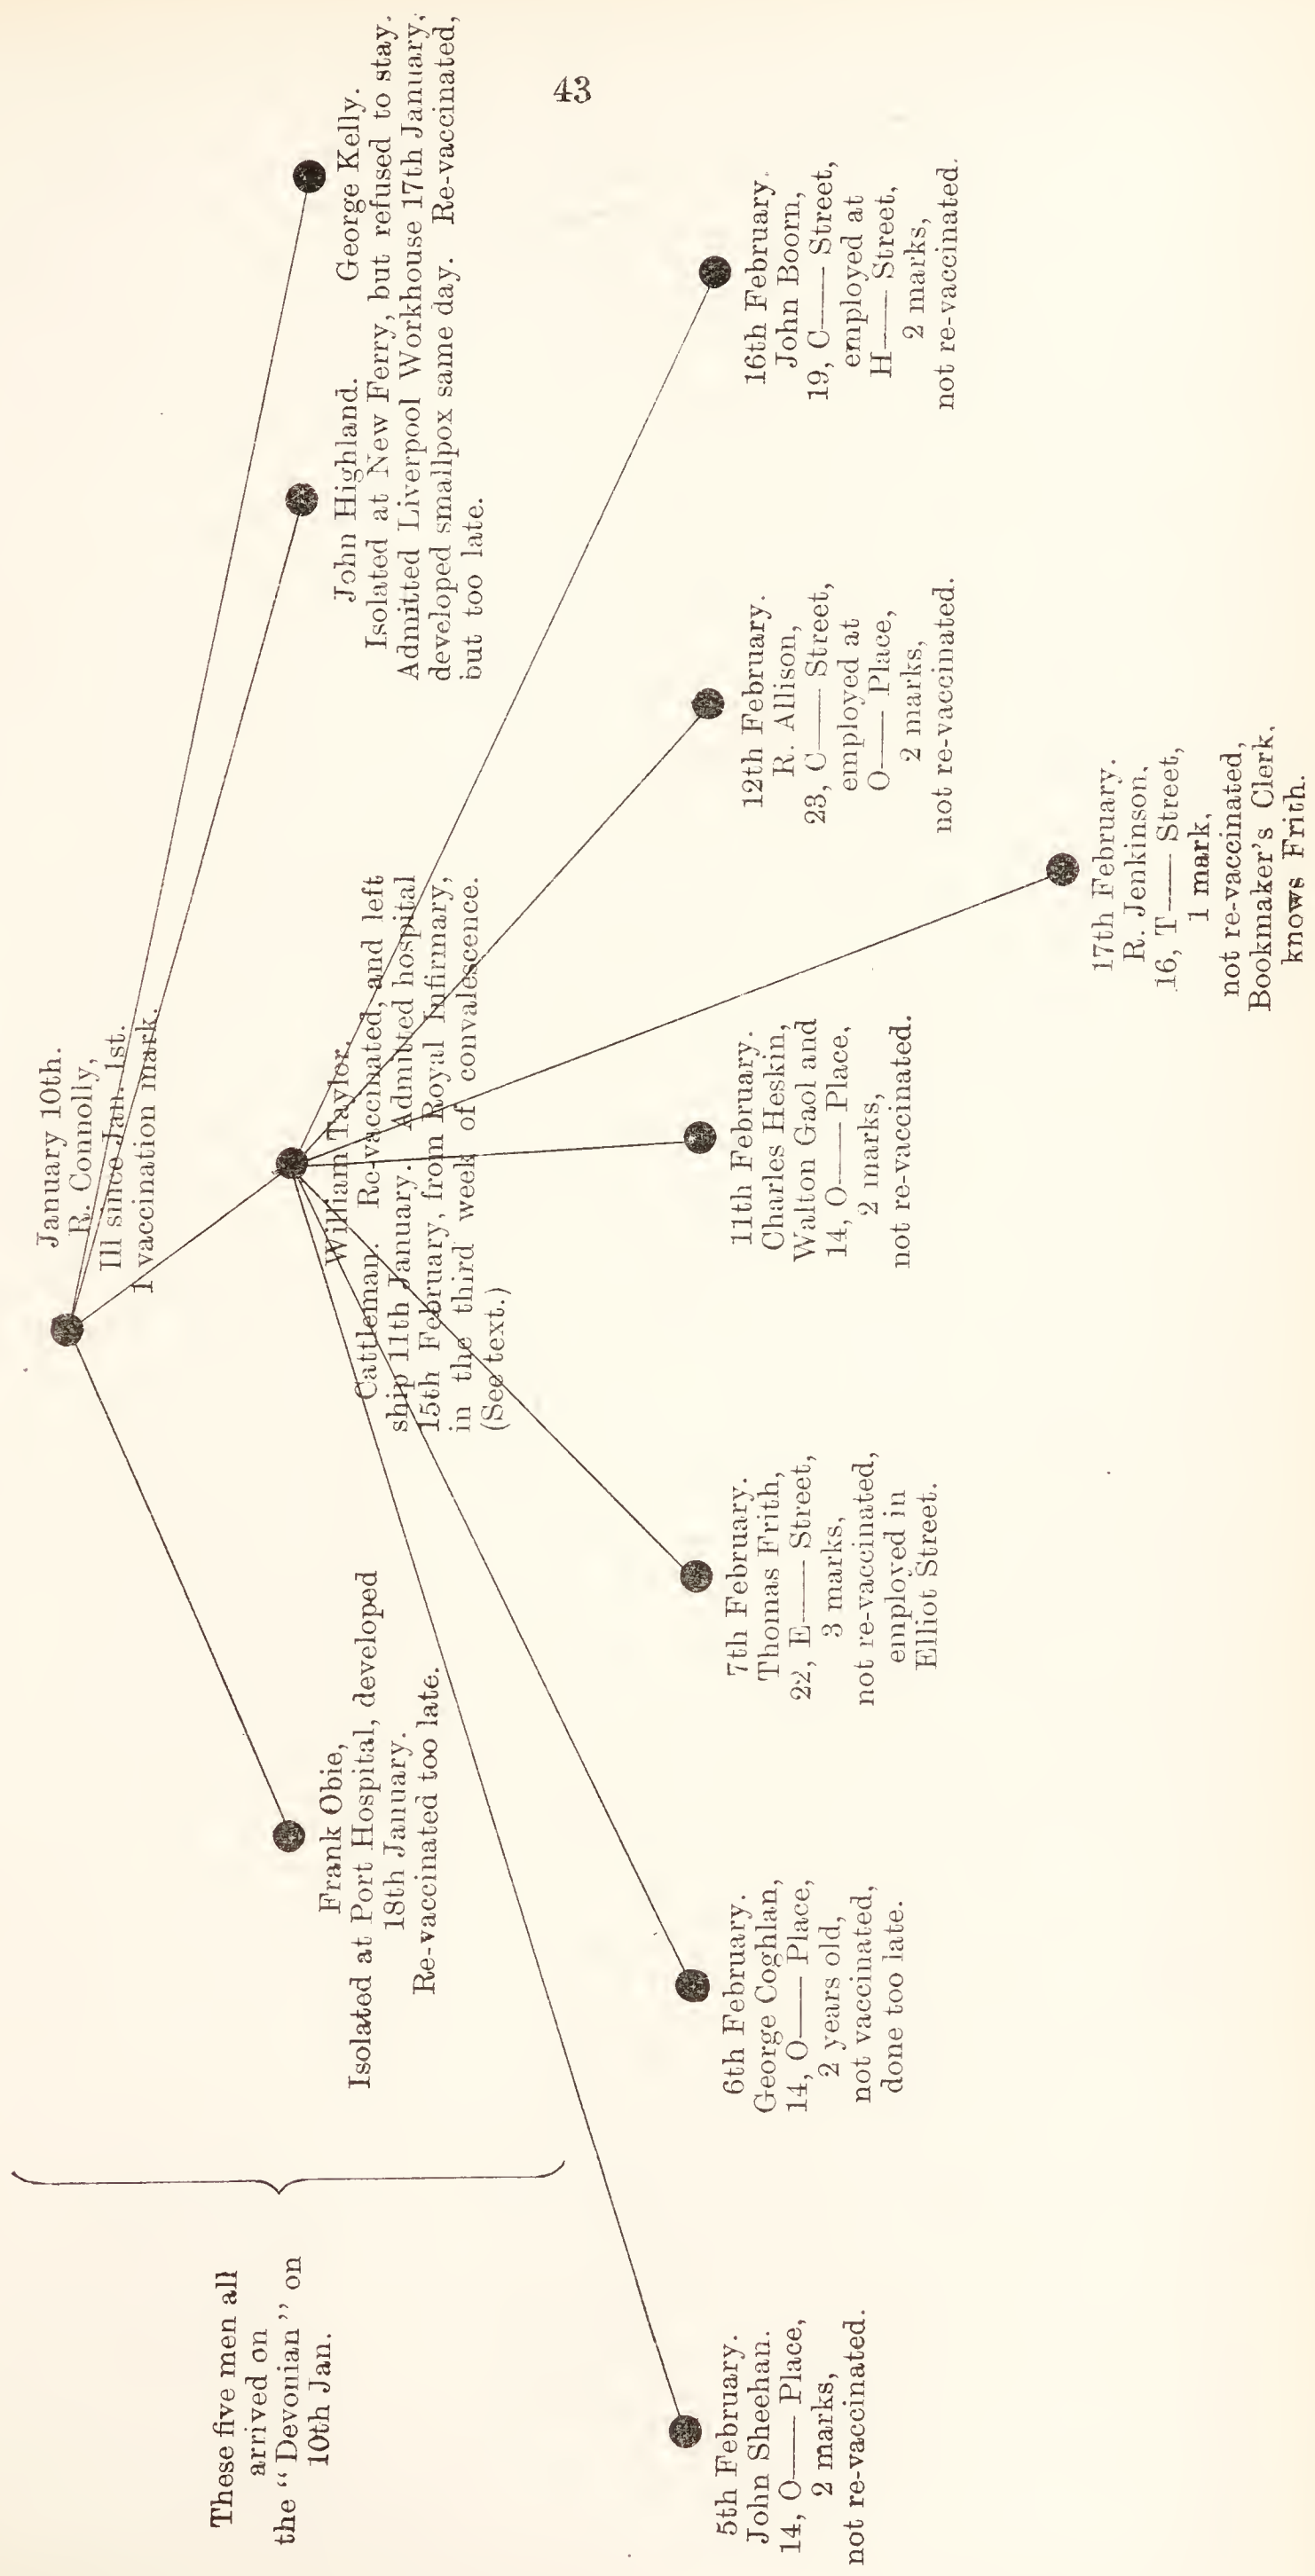 43
January 10th.
R. Connolly,
Ill since Jan. 1st.
1 vaccination mark.
These five men all
arrived on
the “Devonian” on
10th Jan.
Frank Obie,
Isolated at Port Hospital, developed
18th January.
Re-vaccinated too late.
William Taylor.
Cattleman. Re-vaccinated, and left
ship 11th January. Admitted hospital
15th February, from Royal Infirmary,
in the third week of convalescence.
(See text.)
John Highland. George Kelly.
Isolated at New Ferry, but refused to stay.
Admitted Liverpool Workhouse 17th January,
developed smallpox same day. Re-vaccinated,
but too late.
5th February.
John Sheehan.
14, O—— Place,
2 marks,
not re-vaccinated.
6th February.
George Coghlan,
14, O—— Place,
2 years old,
not vaccinated,
done too late.
7th February.
Thomas Frith,
22, E—— Street,
3 marks,
not re-vaccinated,
employed in
Elliot Street.
11th February.
Charles Heskin,
Walton Gaol and
14, O—— Place,
2 marks,
not re-vaccinated.
12th February.
R. Allison,
23, C—— Street,
employed at
O—— Place,
2 marks,
not re-vaccinated.
16th February.
John Boorn,
19, C—— Street,
employed at
H—— Street,
2 marks,
not re-vaccinated.
17th February.
R. Jenkinson,
16, T—— Street,
1 mark,
not re-vaccinated,
Bookmaker's Clerk,
knows Frith.